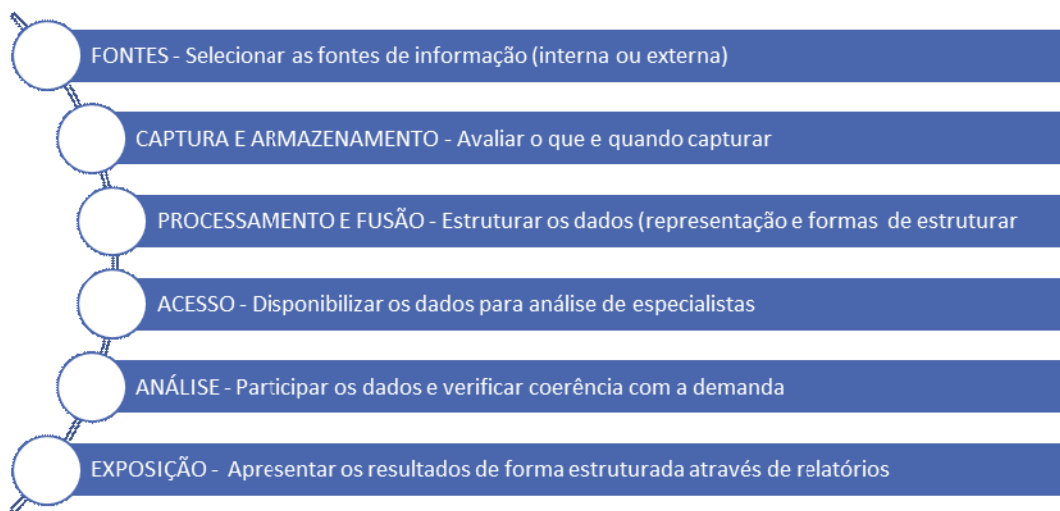 FONTES - Selecionar as fontes de informação (interna ou externa)
CAPTURA E ARMAZENAMENTO - Avaliar o que e quando capturar
PROCESSAMENTO E FUSÃO - Estruturar os dados (representação e formas de estruturar
ACESSO - Disponibilizar os dados para análise de especialistas
ANÁLISE - Participar os dados e verificar coerência com a demanda
EXPOSIÇÃO - Apresentar os resultados de forma estruturada através de relatórios